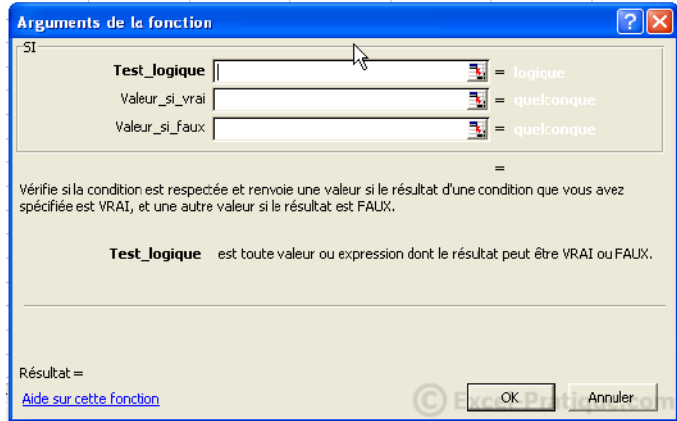 Arguments de la fonction
SI
Test_logique = logique
Valeur_si_vrai = quelconque
Valeur_si_faux = quelconque
=
Vérifie si la condition est respectée et renvoie une valeur si le résultat d'une condition que vous avez
spécifiée est VRAI, et une autre valeur si le résultat est FAUX.
Test_logique est toute valeur ou expression dont le résultat peut être VRAI ou FAUX.
Résultat =
Aide sur cette fonction
OK
Annuler
© Excel-Pratique.com